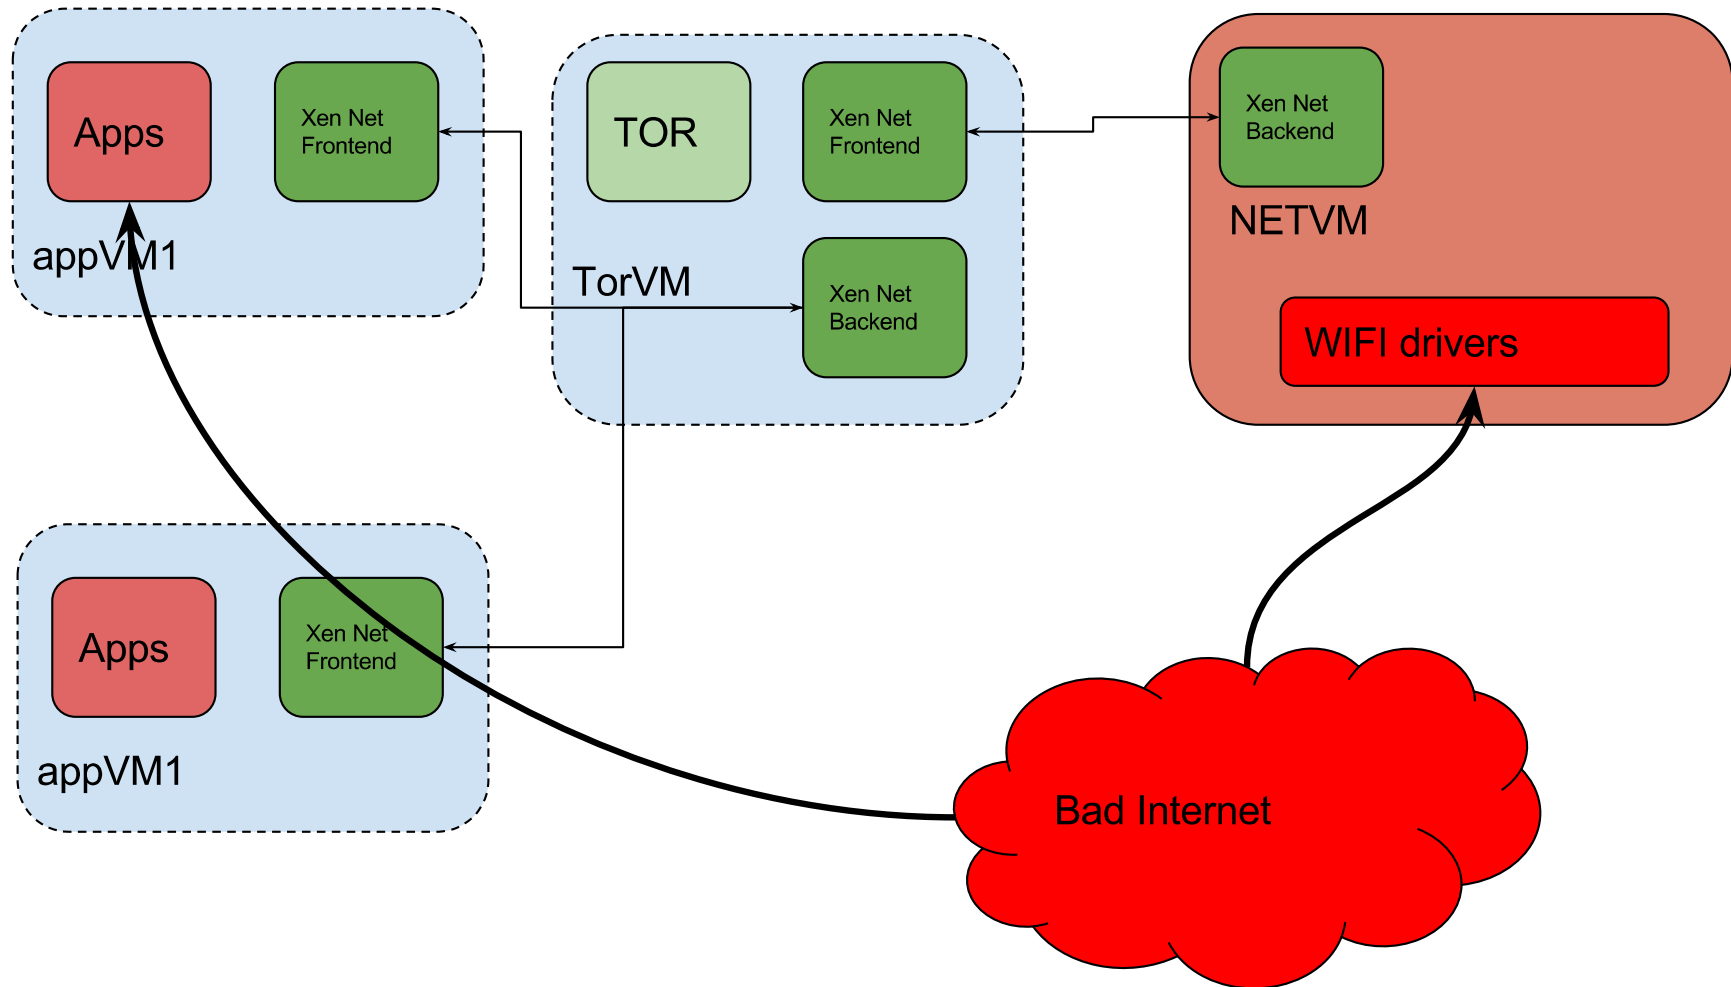 Apps
Xen Net
Frontend
appVM1
TOR
Xen Net
Frontend
TorVM
Xen Net
Backend
Xen Net
Backend
NETVM
WIFI drivers
Apps
Xen Net
Frontend
appVM1
Bad Internet